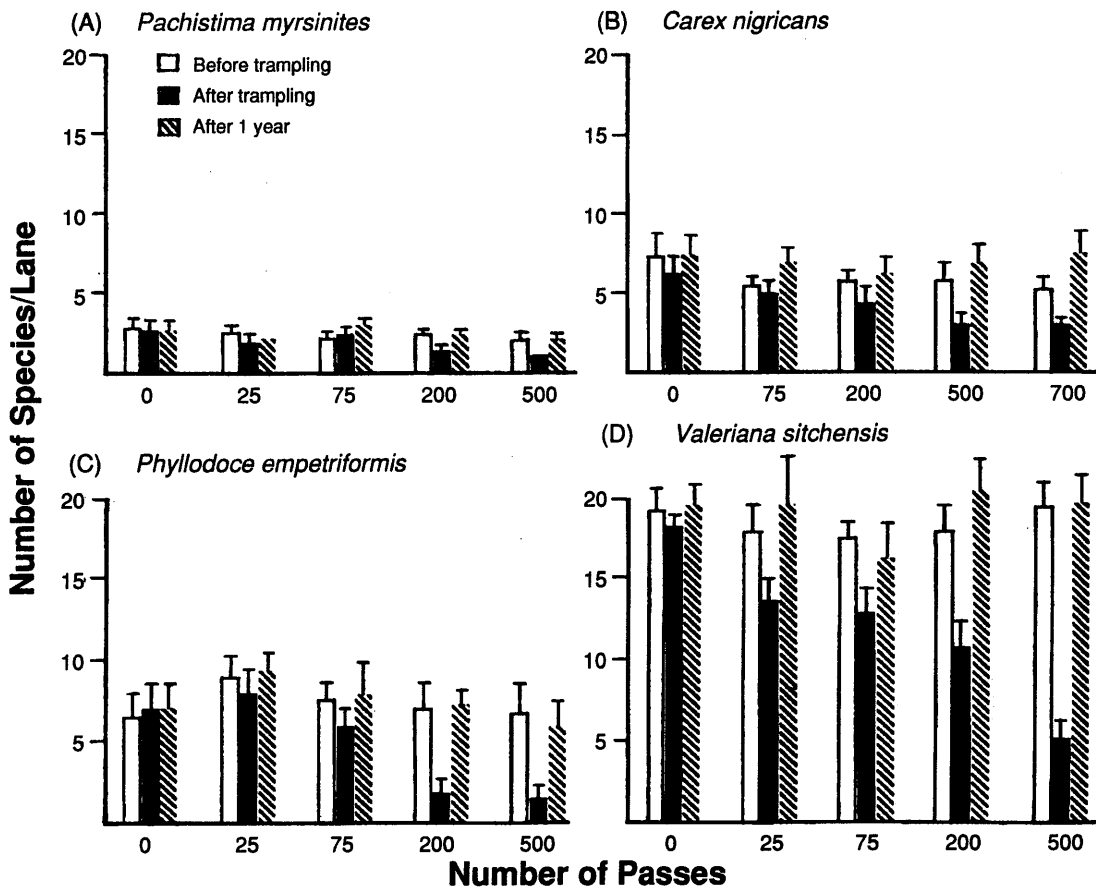 (A) Pachistima myrsinites
Before trampling
After trampling
After 1 year
20
15
10
5
0 25 75 200 500
(B) Carex nigricans
20
15
10
5
0 75 200 500 700
Number of Species/Lane
(C) Phyllodoce empetriformis
20
15
10
5
0 25 75 200 500
(D) Valeriana sitchensis
20
15
10
5
0 25 75 200 500
Number of Passes